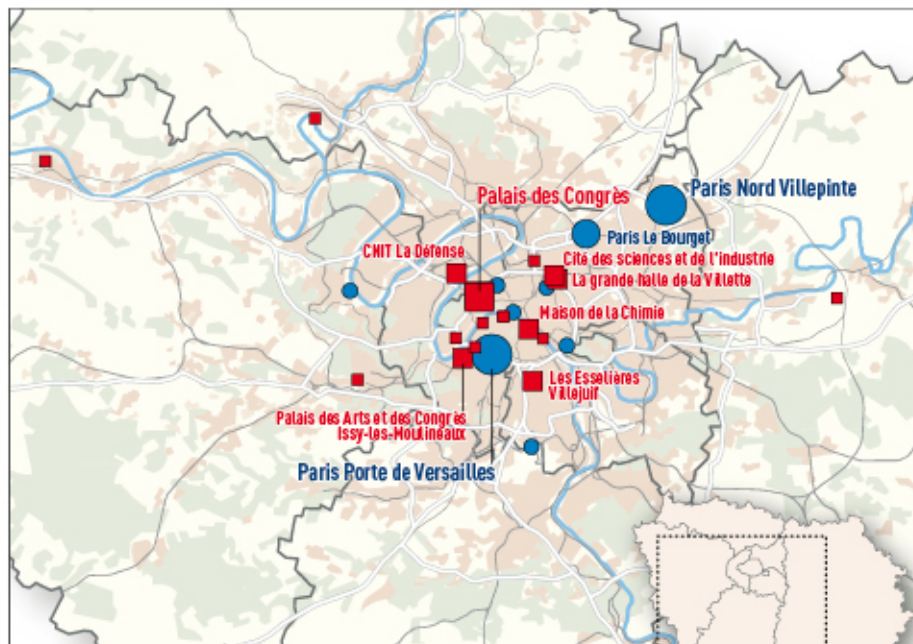 Paris Nord Villepinte
Palais des Congrès
Paris Le Bourget
CNIT La Défense
Cité des sciences et de l'industrie
La grande halle de la Villette
Maison de la Chimie
Les Esselières
Villejuif
Palais des Arts et des Congrès
Issy-les-Moulineaux
Paris Porte de Versailles